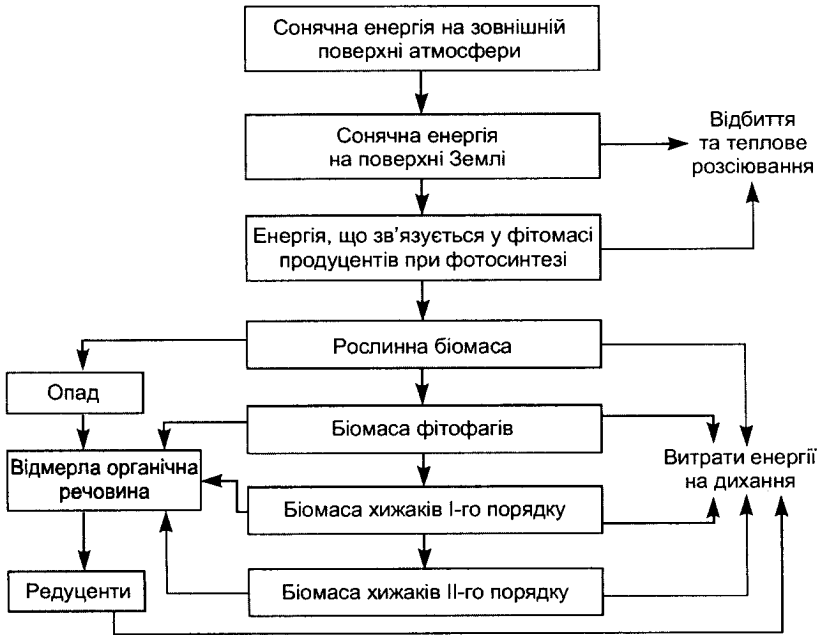 Сонячна енергія на зовнішній
поверхні атмосфери
Сонячна енергія
на поверхні Землі
Відбиття
та теплове
розсіювання
Енергія, що зв’язується у фітомасі
продуцентів при фотосинтезі
Рослинна біомаса
Опад
Біомаса фітофагів
Відмерла органічна
речовина
Витрати енергії
на дихання
Біомаса хижаків І-го порядку
Редуценти
Біомаса хижаків ІІ-го порядку